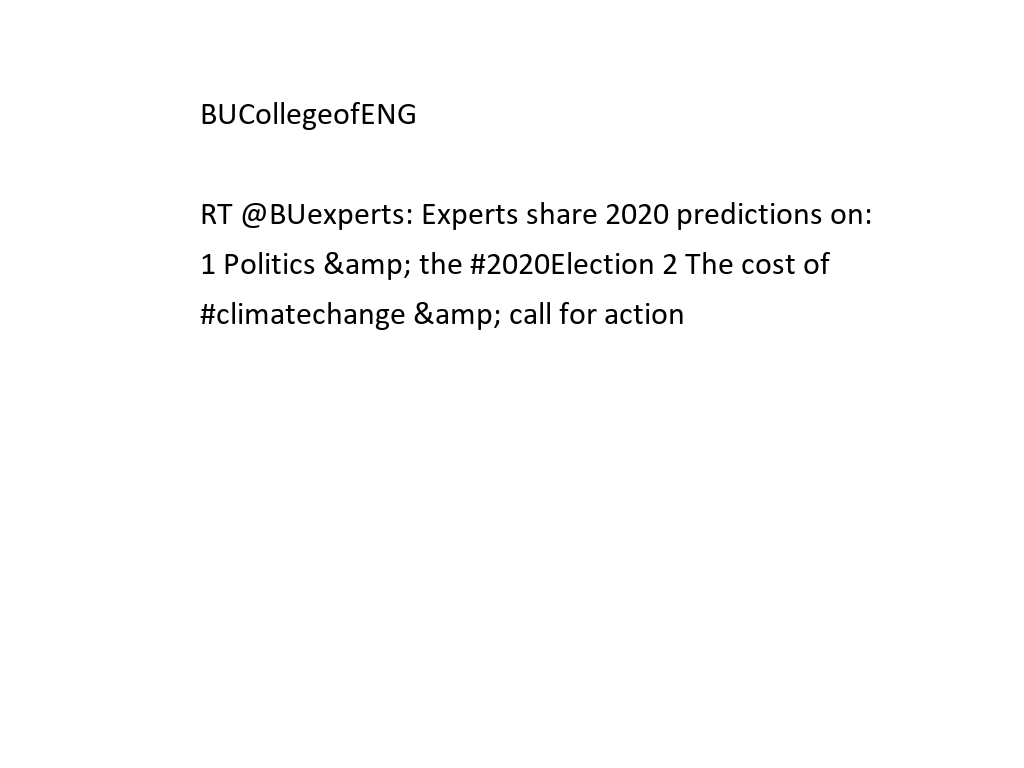 BUCollegeofENG
RT @BUexperts: Experts share 2020 predictions on:
1 Politics &amp; the #2020Election 2 The cost of
#climatechange &amp; call for action